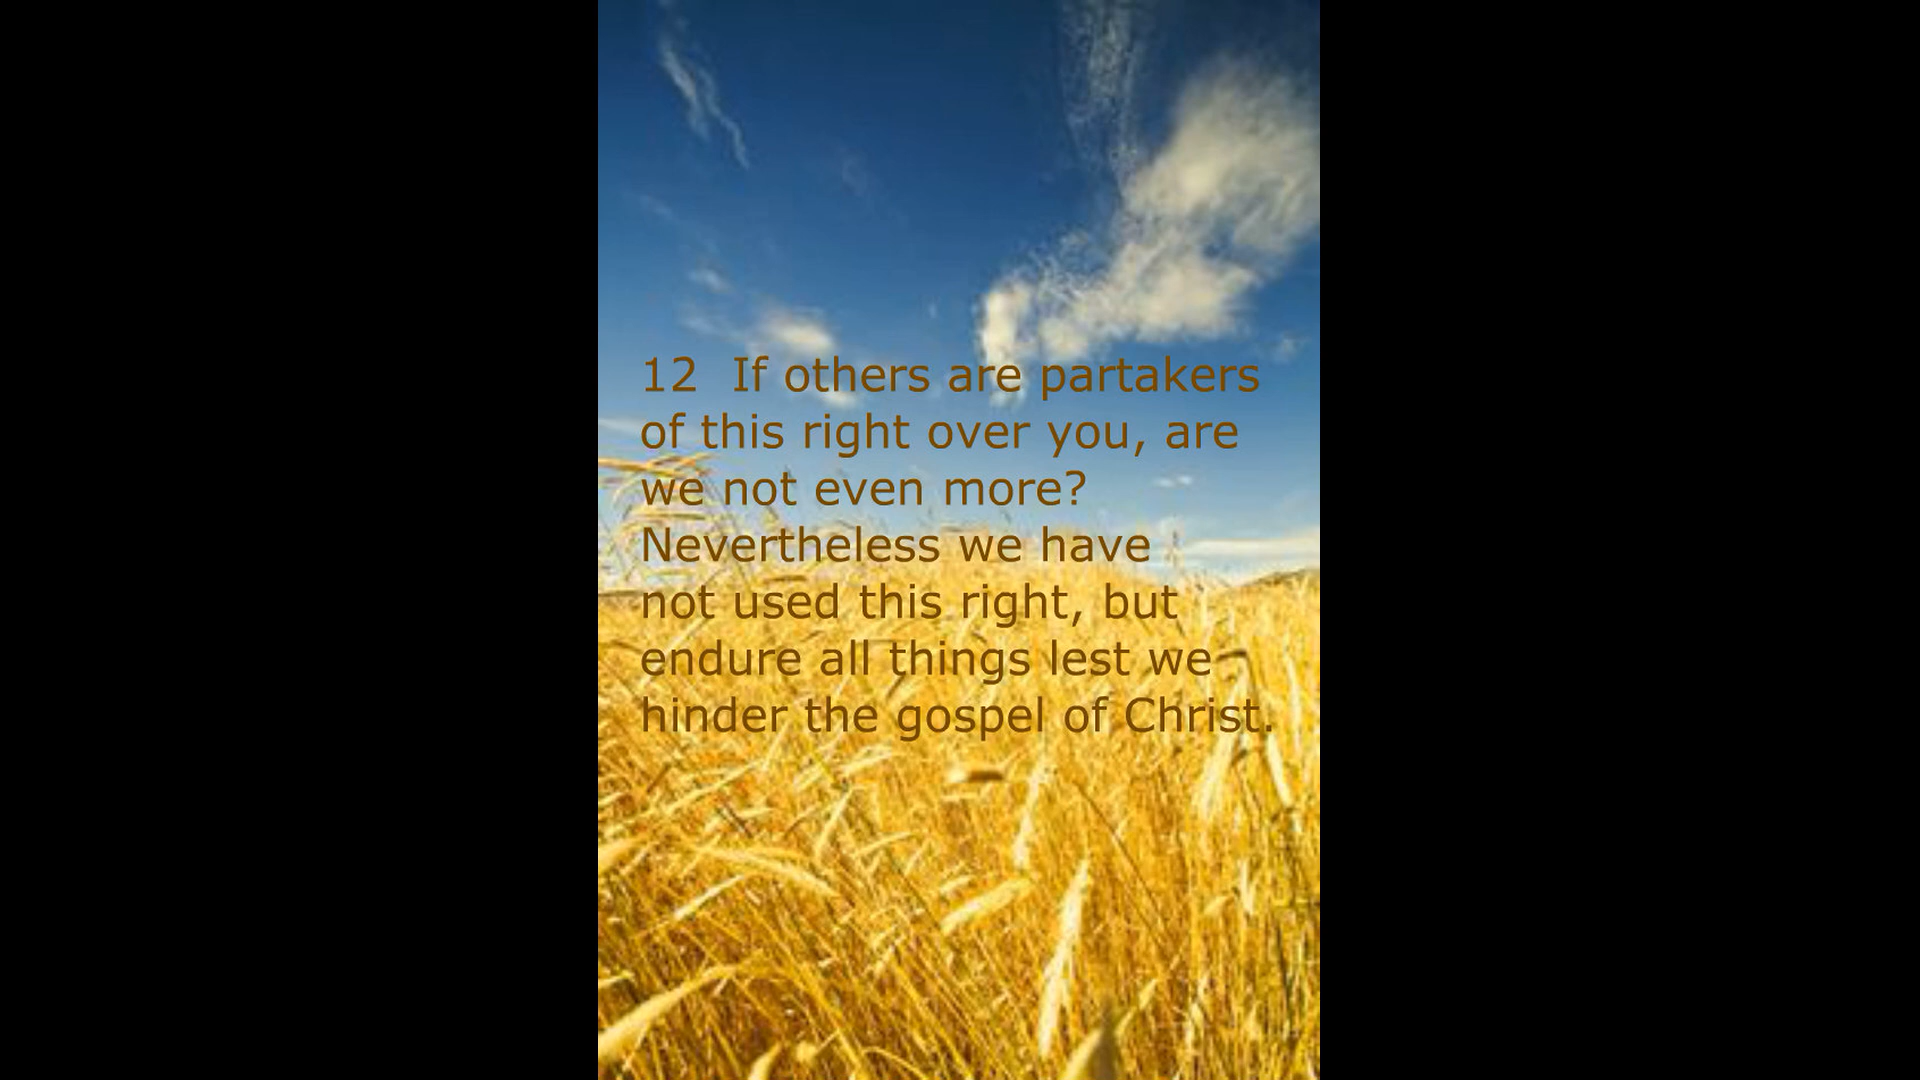 12  If others are partakers
of this right over you, are
we not even more?
Nevertheless we have
not used this right, but
endure all things lest we
hinder the gospel of Christ.